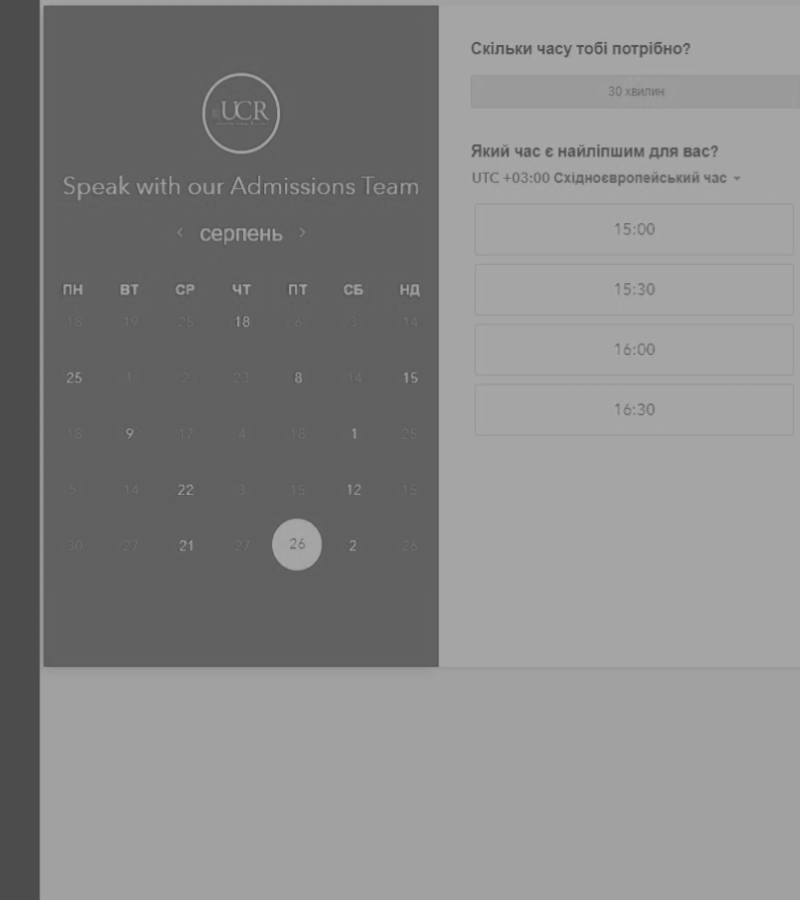 UCR
Speak with our Admissions Team
серпень
ПН ВТ СР ЧТ ПТ СБ НД
18 19 25 18 6 3 14
25 1 2 23 8 14 15
18 9 17 4 18 1 25
5 14 22 3 15 12 15
30 27 21 27 26 2 26
Скільки часу тобі потрібно?
30 хвилин
Який час є найліпшим для вас?
UTC +03:00 Східноєвропейський час
15:00
15:30
16:00
16:30